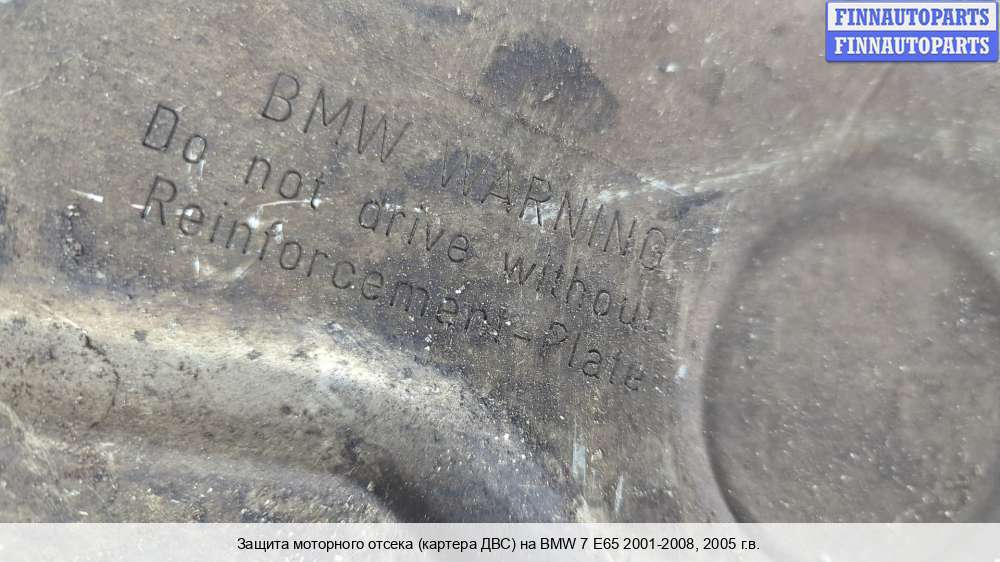 FINNAUTOPARTS
FINNAUTOPARTS
BMW WARNING
Do not drive without
Reinforcement-Plate
Защита моторного отсека (картера ДВС) на BMW 7 E65 2001-2008, 2005 г.в.